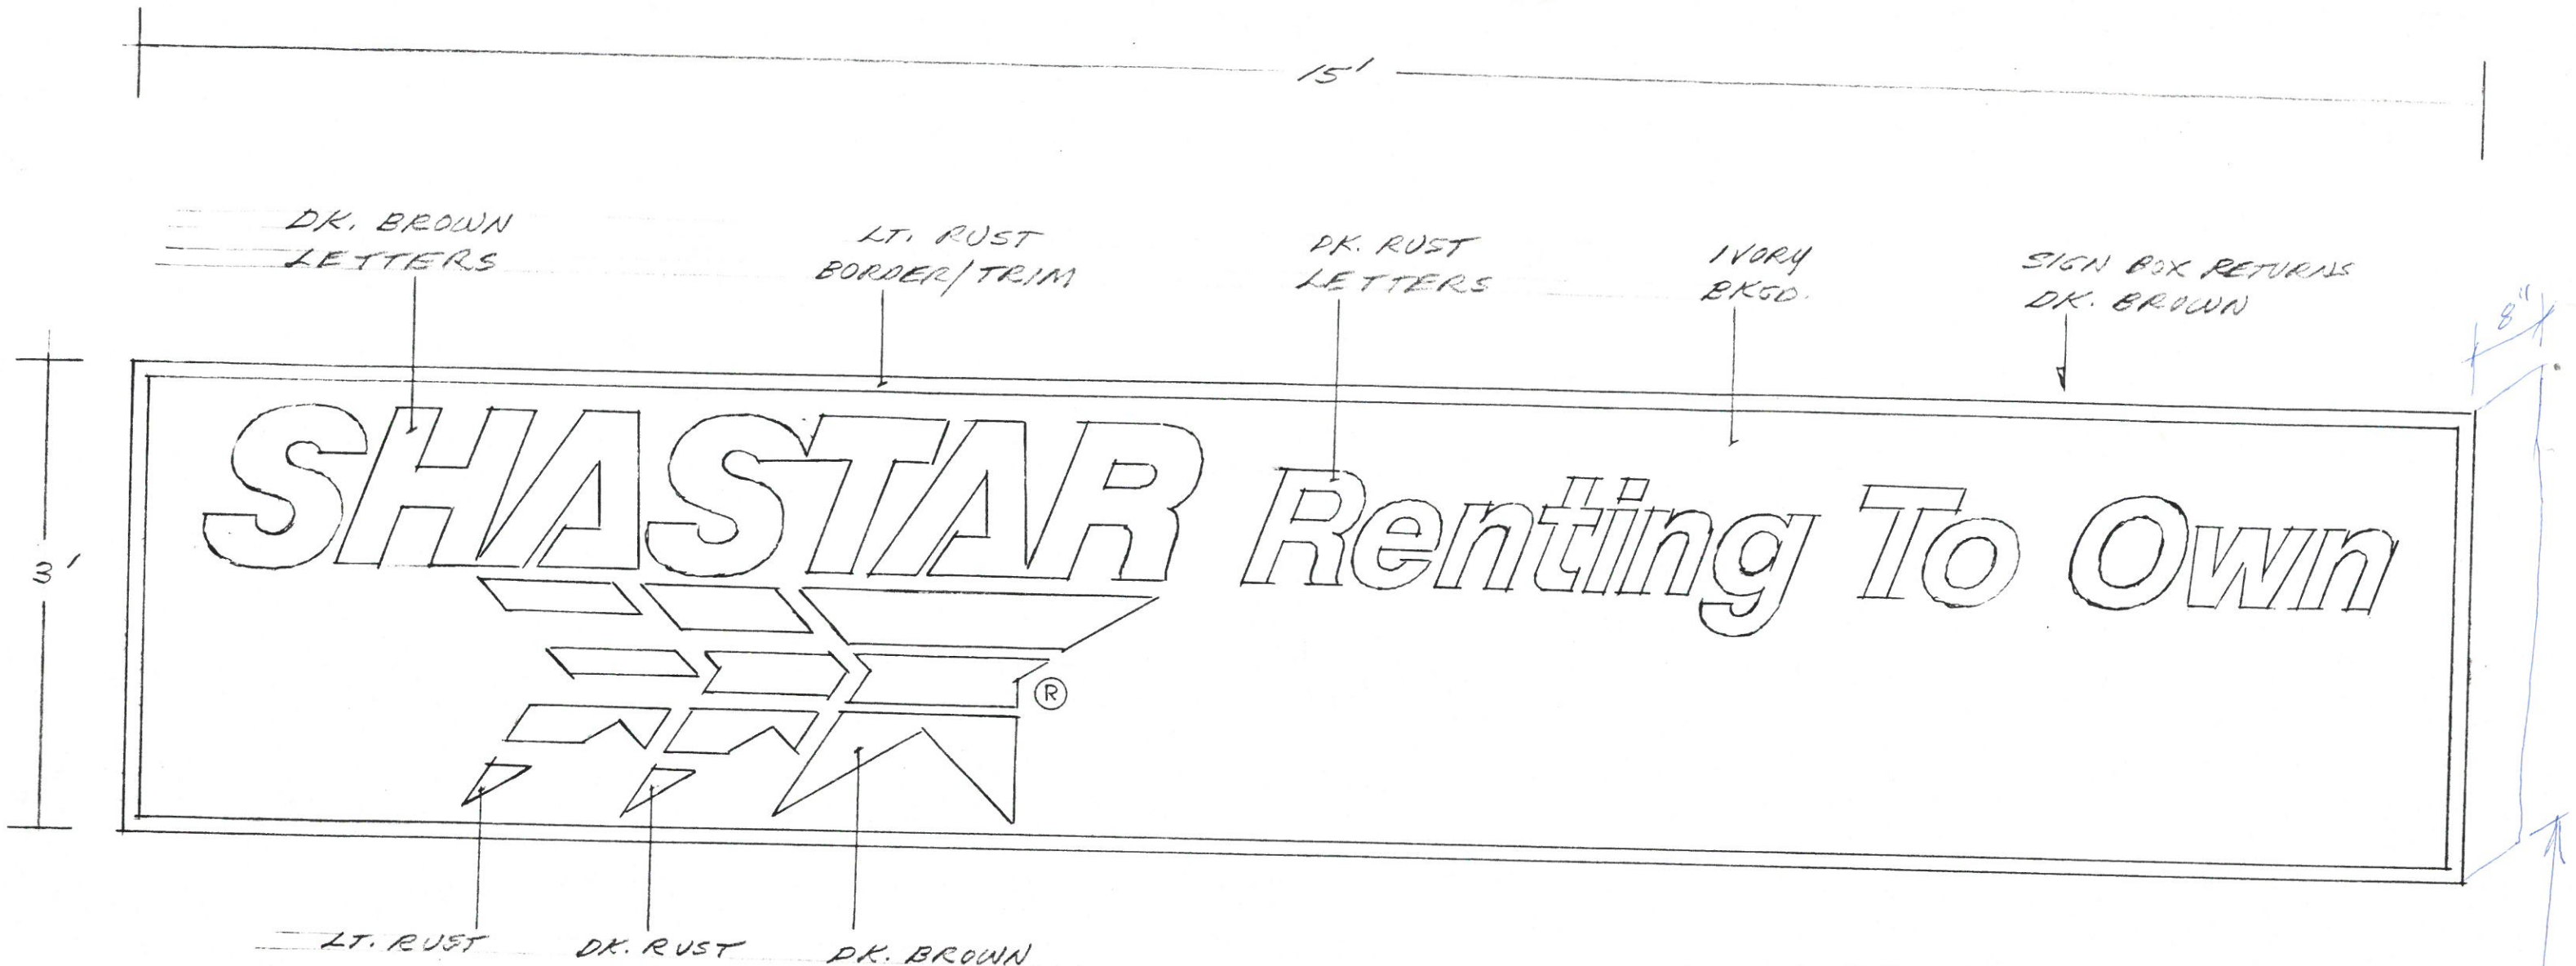 15'
DK. BROWN
LETTERS
LT. RUST
BORDER/TRIM
DK. RUST
LETTERS
IVORY
BKGD.
SIGN BOX RETURNS
DK. BROWN
8"
3'
SHASTAR Renting To Own
®
LT. RUST
DK. RUST
DK. BROWN